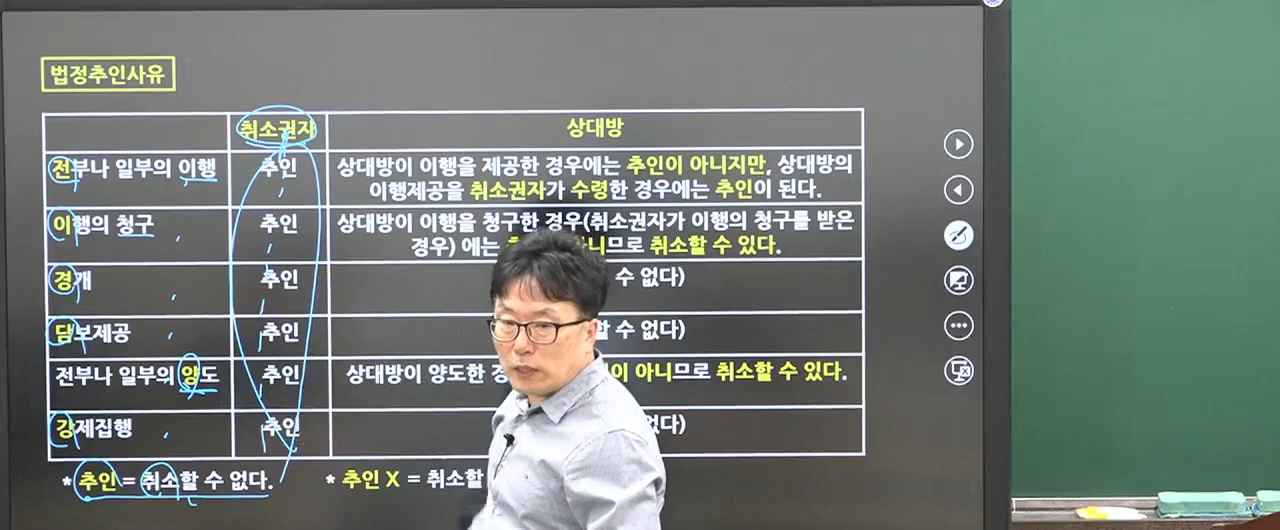 법정추인사유
취소권자
상대방
전부나 일부의 이행
추인
상대방이 이행을 제공한 경우에는 추인이 아니지만, 상대방의
이행제공을 취소권자가 수령한 경우에는 추인이 된다.
이행의 청구
추인
상대방이 이행을 청구한 경우(취소권자가 이행의 청구를 받은
경우) 에는 아니므로 취소할 수 있다.
경개
추인
수 없다)
담보제공
추인
할 수 없다)
전부나 일부의 양도
추인
상대방이 양도한 아니므로 취소할 수 있다.
강제집행
추인
없다)
* 추인 = 취소할 수 없다.
* 추인 X = 취소할